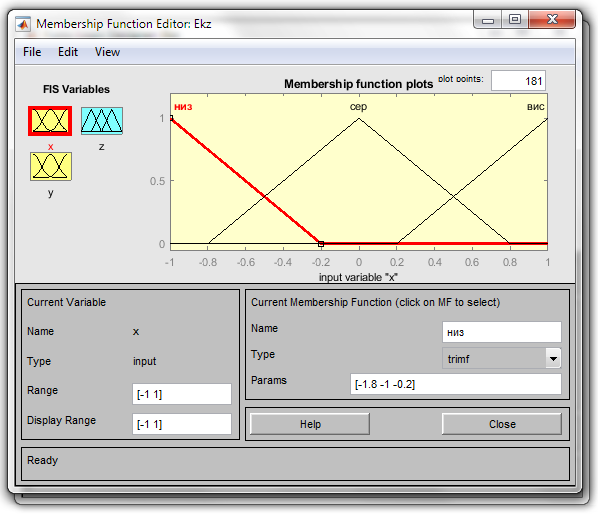 Membership Function Editor: Ekz
File Edit View
FIS Variables
x
z
y
Membership function plots
plot points:
181
низ
сер
вис
1
0.5
0
-1 -0.8 -0.6 -0.4 -0.2 0 0.2 0.4 0.6 0.8 1
input variable "x"
Current Variable
Name x
Type input
Range [-1 1]
Display Range [-1 1]
Current Membership Function (click on MF to select)
Name низ
Type trimf
Params [-1.8 -1 -0.2]
Help
Close
Ready